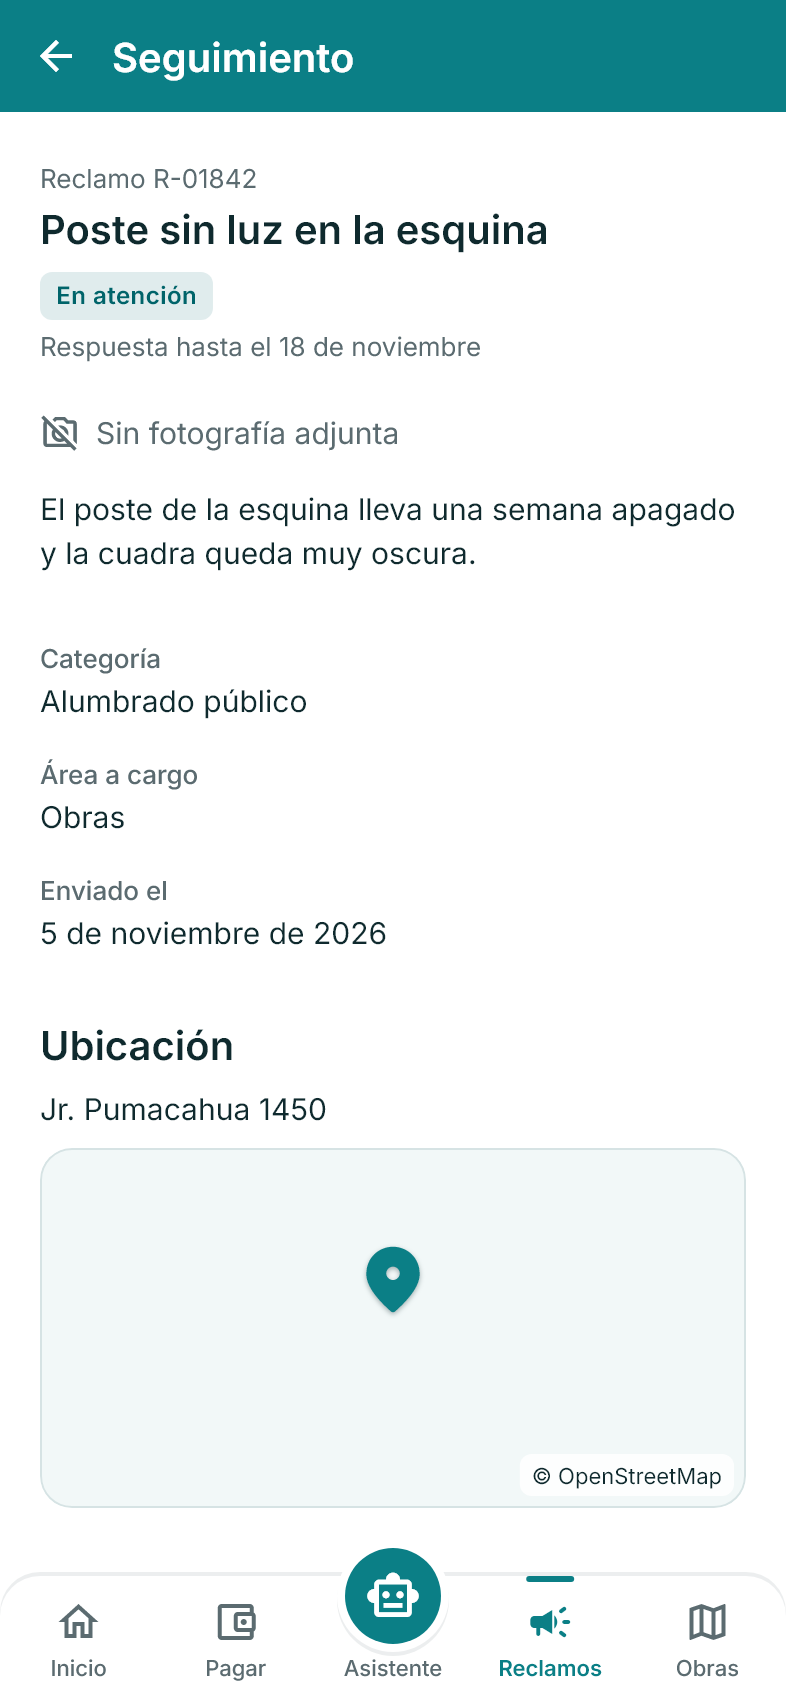 Seguimiento
Reclamo R-01842
Poste sin luz en la esquina
En atención
Respuesta hasta el 18 de noviembre
Sin fotografía adjunta
El poste de la esquina lleva una semana apagado
y la cuadra queda muy oscura.
Categoría
Alumbrado público
Área a cargo
Obras
Enviado el
5 de noviembre de 2026
Ubicación
Jr. Pumacahua 1450
© OpenStreetMap
Inicio
Pagar
Asistente
Reclamos
Obras